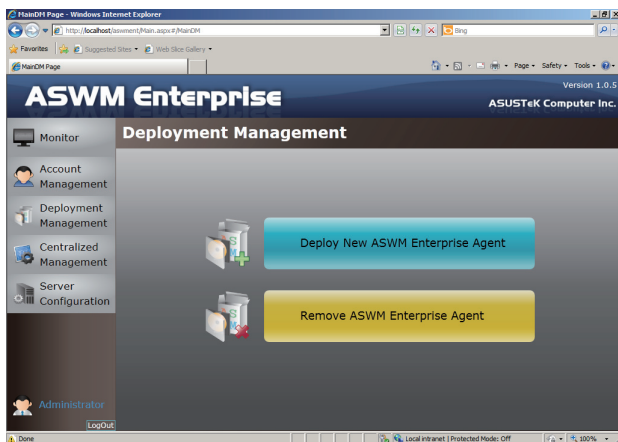 MainDM Page - Windows Internet Explorer
http://localhost/aswment/Main.aspx#/MainDM
Bing
Favorites
Suggested Sites
Web Slice Gallery
MainDM Page
Page
Safety
Tools
ASWM Enterprise
Version 1.0.5
ASUSTeK Computer Inc.
Monitor
Deployment Management
Account
Management
Deployment
Management
Centralized
Management
Server
Configuration
Deploy New ASWM Enterprise Agent
Remove ASWM Enterprise Agent
Administrator
LogOut
Done
Local intranet | Protected Mode: Off
100%